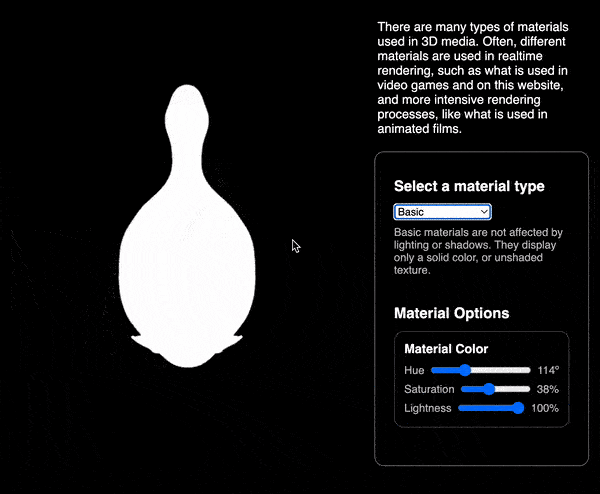 There are many types of materials
used in 3D media. Often, different
materials are used in realtime
rendering, such as what is used in
video games and on this website,
and more intensive rendering
processes, like what is used in
animated films.
Select a material type
Basic
Basic materials are not affected by
lighting or shadows. They display
only a solid color, or unshaded
texture.
Material Options
Material Color
Hue 114º
Saturation 38%
Lightness 100%